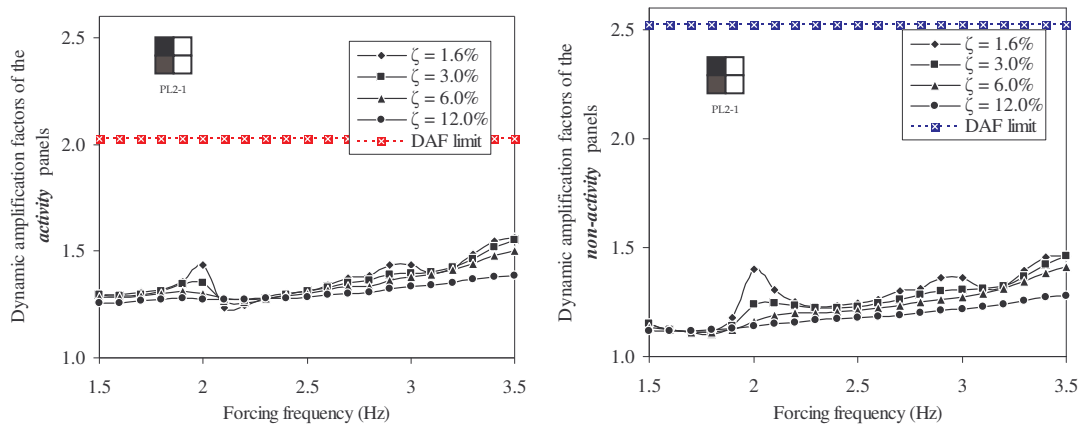 Dynamic amplification factors of the
activity panels
2.5
2.0
1.5
1.0
PL2-1
ζ = 1.6%
ζ = 3.0%
ζ = 6.0%
ζ = 12.0%
DAF limit
1.5
2
2.5
3
3.5
Forcing frequency (Hz)
Dynamic amplification factors of the
non-activity panels
2.5
2.0
1.5
1.0
PL2-1
ζ = 1.6%
ζ = 3.0%
ζ = 6.0%
ζ = 12.0%
DAF limit
1.5
2
2.5
3
3.5
Forcing frequency (Hz)